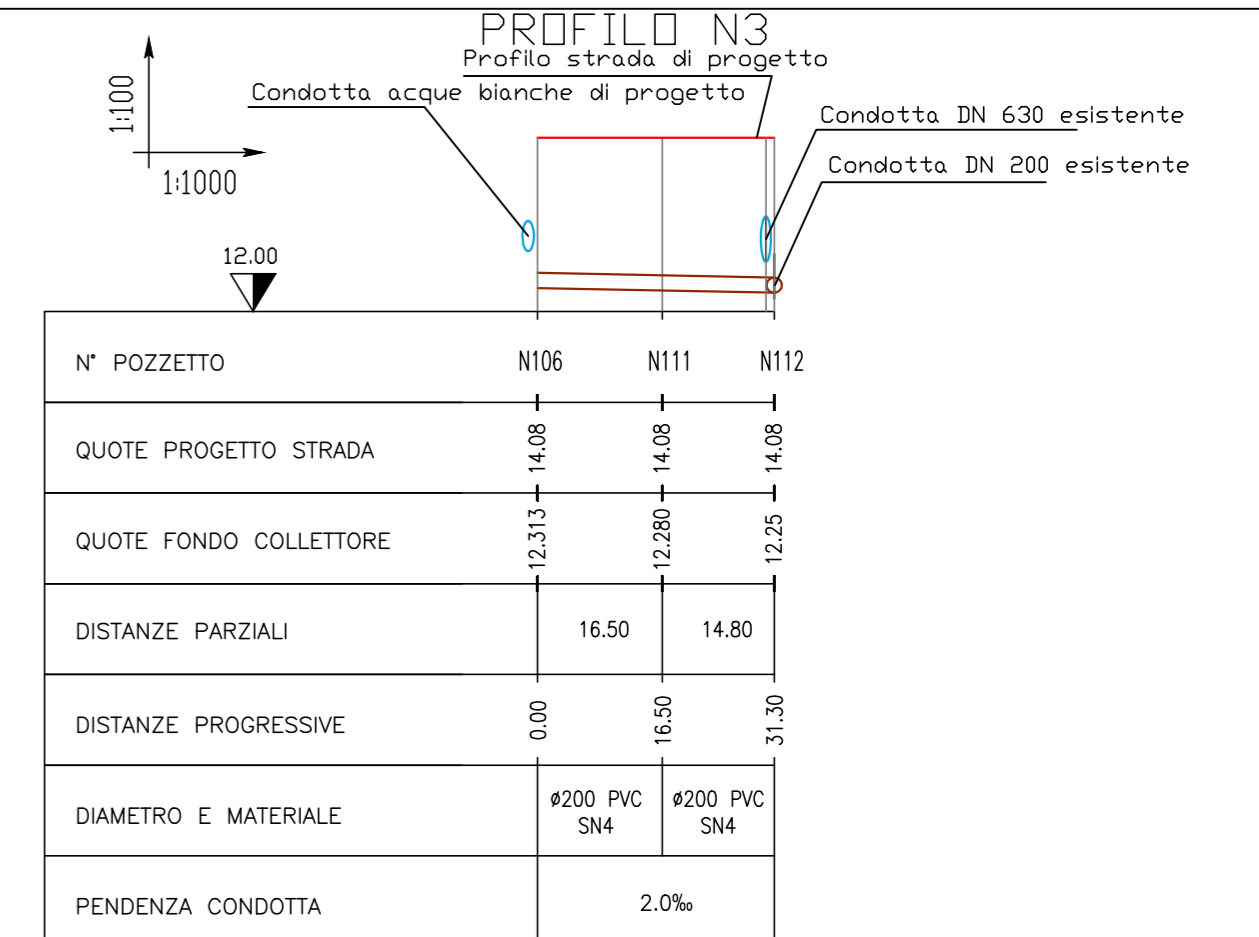 PROFILO N3
Profilo strada di progetto
Condotta acque bianche di progetto
Condotta DN 630 esistente
Condotta DN 200 esistente
1:100
1:1000
12.00
N° POZZETTO N106 N111 N112
QUOTE PROGETTO STRADA 14.08 14.08 14.08
QUOTE FONDO COLLETTORE 12.313 12.280 12.25
DISTANZE PARZIALI 16.50 14.80
DISTANZE PROGRESSIVE 0.00 16.50 31.30
DIAMETRO E MATERIALE ø200 PVC SN4 ø200 PVC SN4
PENDENZA CONDOTTA 2.0‰